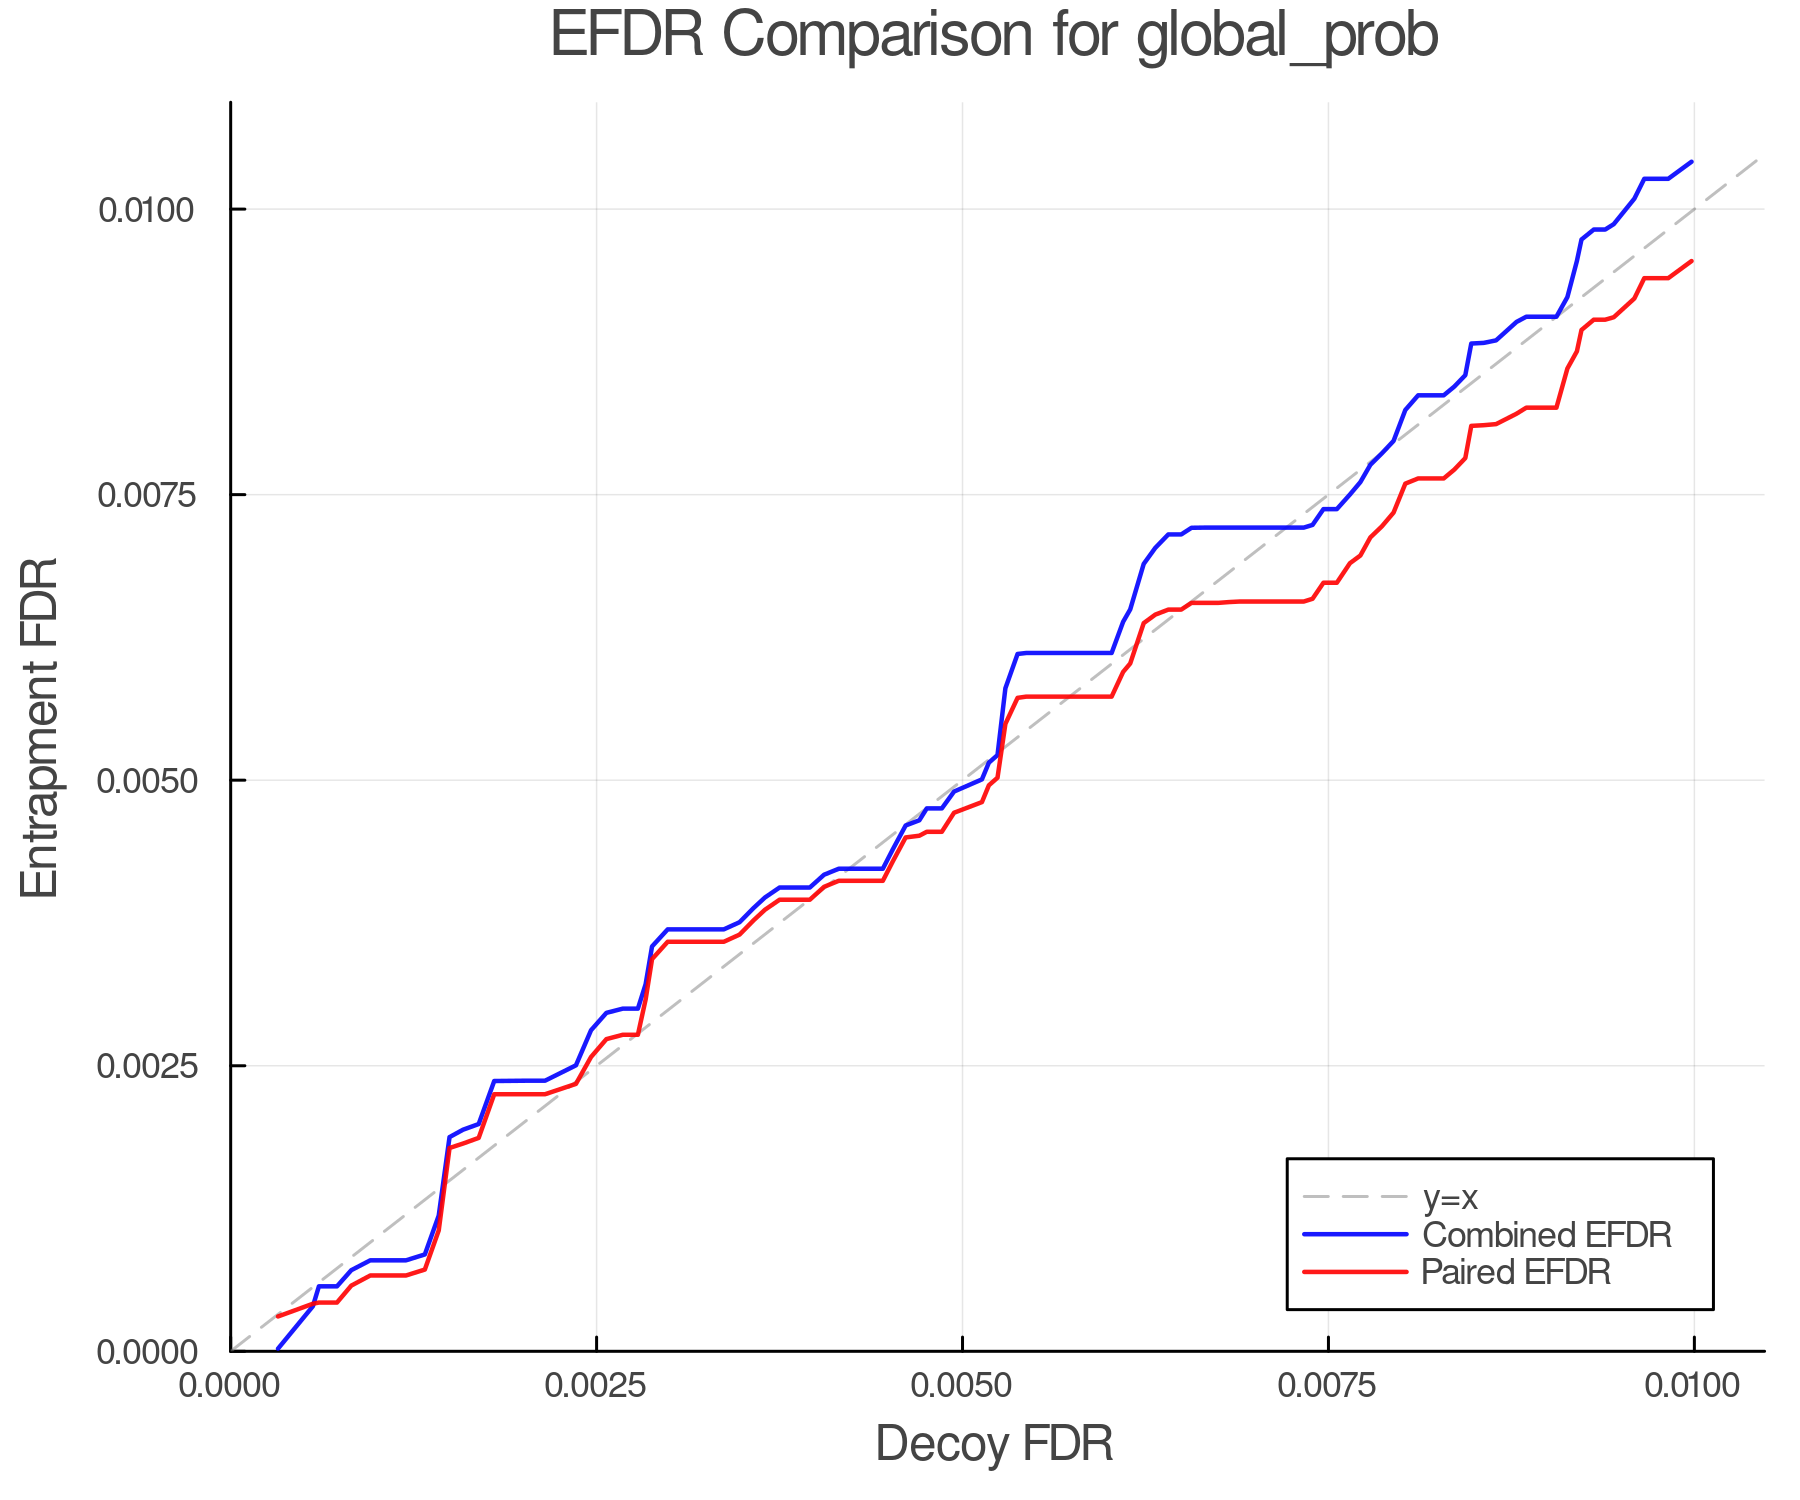 EFDR Comparison for global_prob
Entrapment FDR
0.0100
0.0075
0.0050
0.0025
0.0000
y=x
Combined EFDR
Paired EFDR
0.0000 0.0025 0.0050 0.0075 0.0100
Decoy FDR